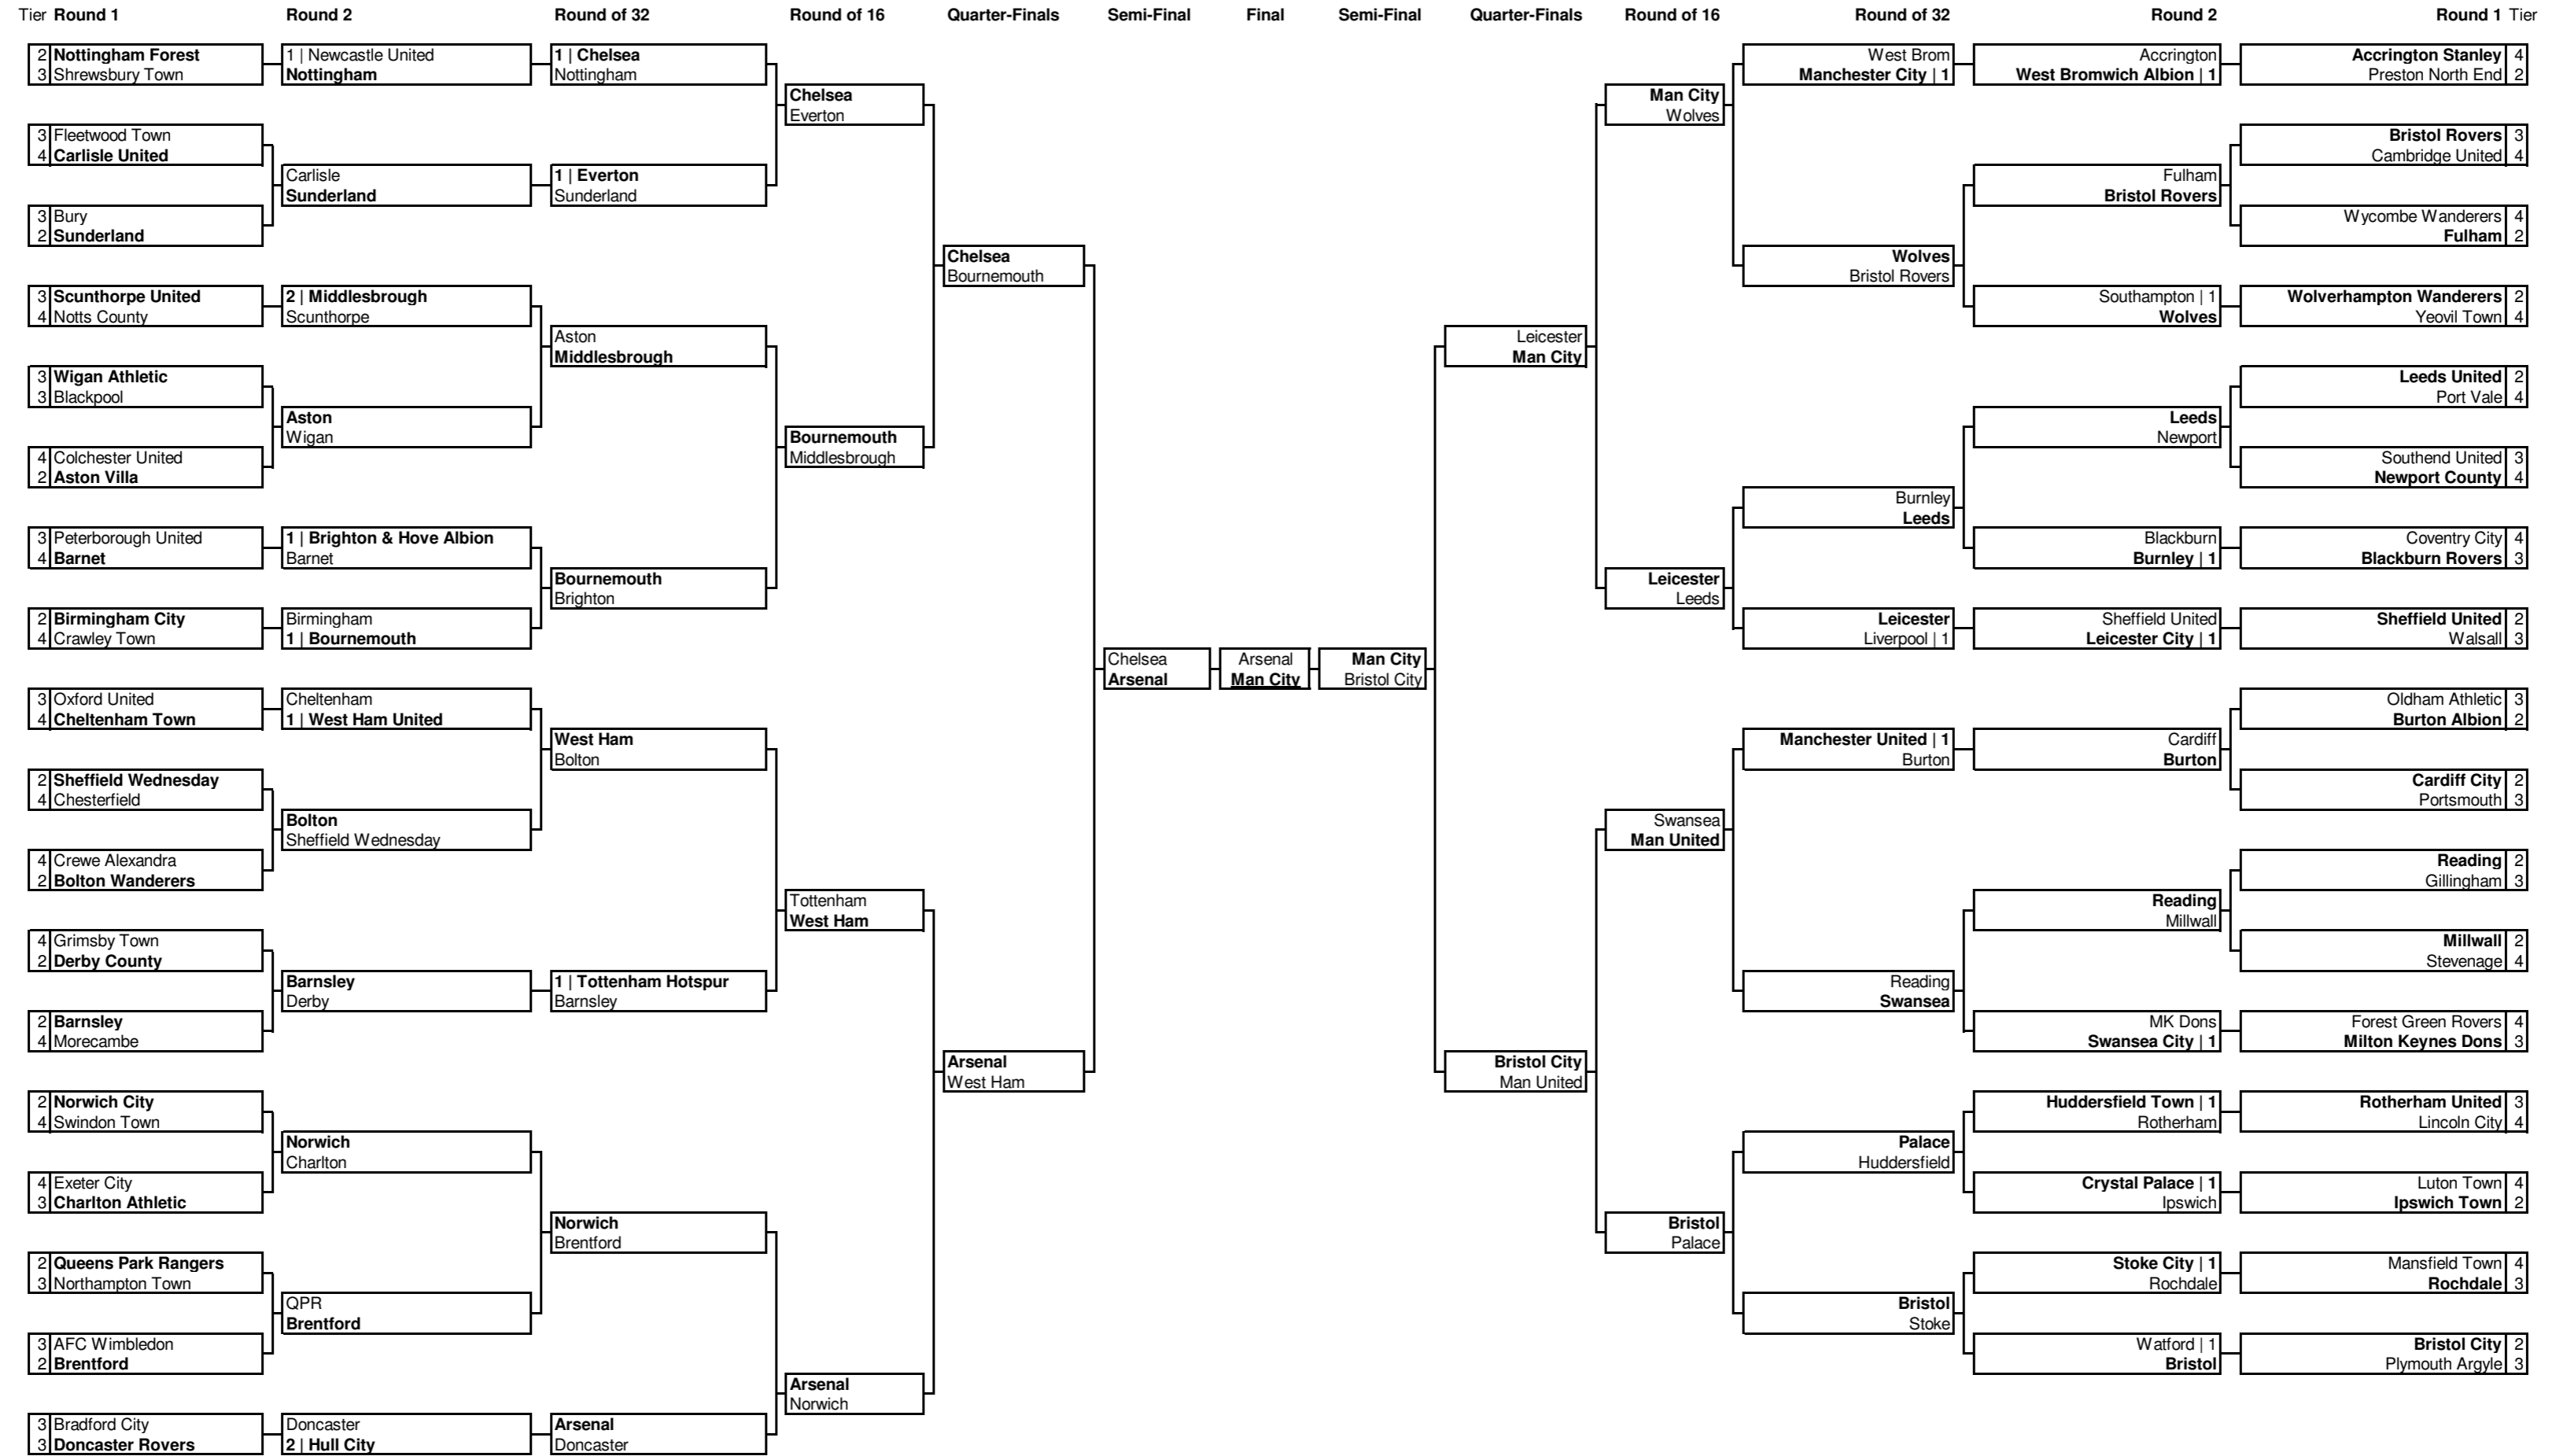 Tier Round 1 Round 2 Round of 32 Round of 16 Quarter-Finals Semi-Final Final Semi-Final Quarter-Finals Round of 16 Round of 32 Round 2 Round 1 Tier
2 Nottingham Forest 1 | Newcastle United 1 | Chelsea West Brom Accrington Accrington Stanley 4
3 Shrewsbury Town Nottingham Nottingham Manchester City | 1 West Bromwich Albion | 1 Preston North End 2
Chelsea Man City
Everton Wolves
3 Fleetwood Town Bristol Rovers 3
4 Carlisle United Cambridge United 4
Carlisle 1 | Everton Fulham
Sunderland Sunderland Bristol Rovers
3 Bury Wycombe Wanderers 4
2 Sunderland Fulham 2
Chelsea Wolves
Bournemouth Bristol Rovers
3 Scunthorpe United 2 | Middlesbrough Southampton | 1 Wolverhampton Wanderers 2
4 Notts County Scunthorpe Wolves Yeovil Town 4
Aston Leicester
Middlesbrough Man City
3 Wigan Athletic Leeds United 2
3 Blackpool Port Vale 4
Aston Leeds
Wigan Newport
Bournemouth
4 Colchester United Middlesbrough Southend United 3
2 Aston Villa Newport County 4
Burnley
Leeds
3 Peterborough United 1 | Brighton & Hove Albion Blackburn Coventry City 4
4 Barnet Barnet Burnley | 1 Blackburn Rovers 3
Bournemouth Leicester
Brighton Leeds
2 Birmingham City Birmingham Leicester Sheffield United Sheffield United 2
4 Crawley Town 1 | Bournemouth Liverpool | 1 Leicester City | 1 Walsall 3
Chelsea Arsenal Man City
Arsenal Man City Bristol City
3 Oxford United Cheltenham Oldham Athletic 3
4 Cheltenham Town 1 | West Ham United Burton Albion 2
West Ham Manchester United | 1 Cardiff
Bolton Burton Burton
2 Sheffield Wednesday Cardiff City 2
4 Chesterfield Portsmouth 3
Bolton Swansea
Sheffield Wednesday Man United
4 Crewe Alexandra Reading 2
2 Bolton Wanderers Gillingham 3
Tottenham Reading
West Ham Millwall
4 Grimsby Town Millwall 2
2 Derby County Stevenage 4
Barnsley 1 | Tottenham Hotspur Reading
Derby Barnsley Swansea
2 Barnsley MK Dons Forest Green Rovers 4
4 Morecambe Swansea City | 1 Milton Keynes Dons 3
Arsenal Bristol City
West Ham Man United
2 Norwich City Huddersfield Town | 1 Rotherham United 3
4 Swindon Town Rotherham Lincoln City 4
Norwich Palace
Charlton Huddersfield
4 Exeter City Crystal Palace | 1 Luton Town 4
3 Charlton Athletic Ipswich Ipswich Town 2
Norwich Bristol
Brentford Palace
2 Queens Park Rangers Stoke City | 1 Mansfield Town 4
3 Northampton Town Rochdale Rochdale 3
QPR Bristol
Brentford Stoke
3 AFC Wimbledon Watford | 1 Bristol City 2
2 Brentford Bristol Plymouth Argyle 3
Arsenal
Norwich
3 Bradford City Doncaster Arsenal
3 Doncaster Rovers 2 | Hull City Doncaster